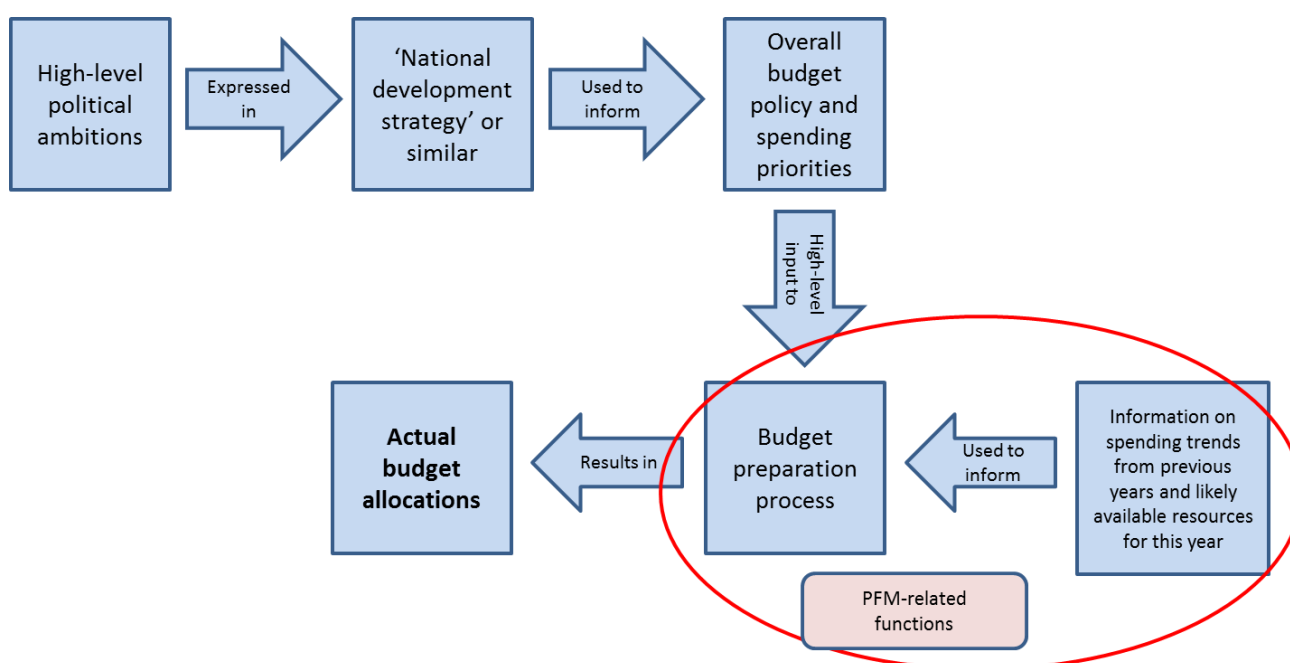 High-level
political
ambitions
Expressed
in
‘National
development
strategy’ or
similar
Used to
inform
Overall
budget
policy and
spending
priorities
High-level
input to
Actual
budget
allocations
Results in
Budget
preparation
process
Used to
inform
Information on
spending trends
from previous
years and likely
available resources
for this year
PFM-related
functions